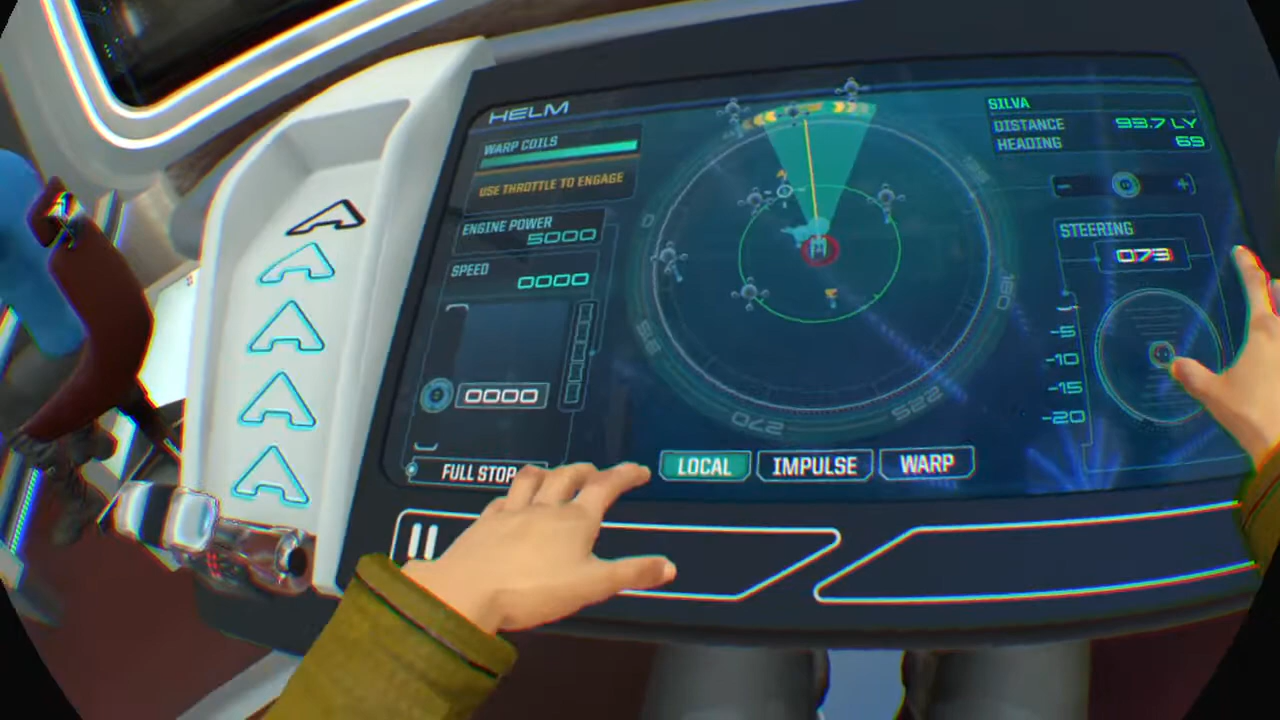 HELM
WARP COILS
USE THROTTLE TO ENGAGE
ENGINE POWER
5000
SPEED
0000
0000
FULL STOP
LOCAL
IMPULSE
WARP
0
180
225
270
SILVA
DISTANCE 93.7 LY
HEADING 69
STEERING
073
-5
-10
-15
-20